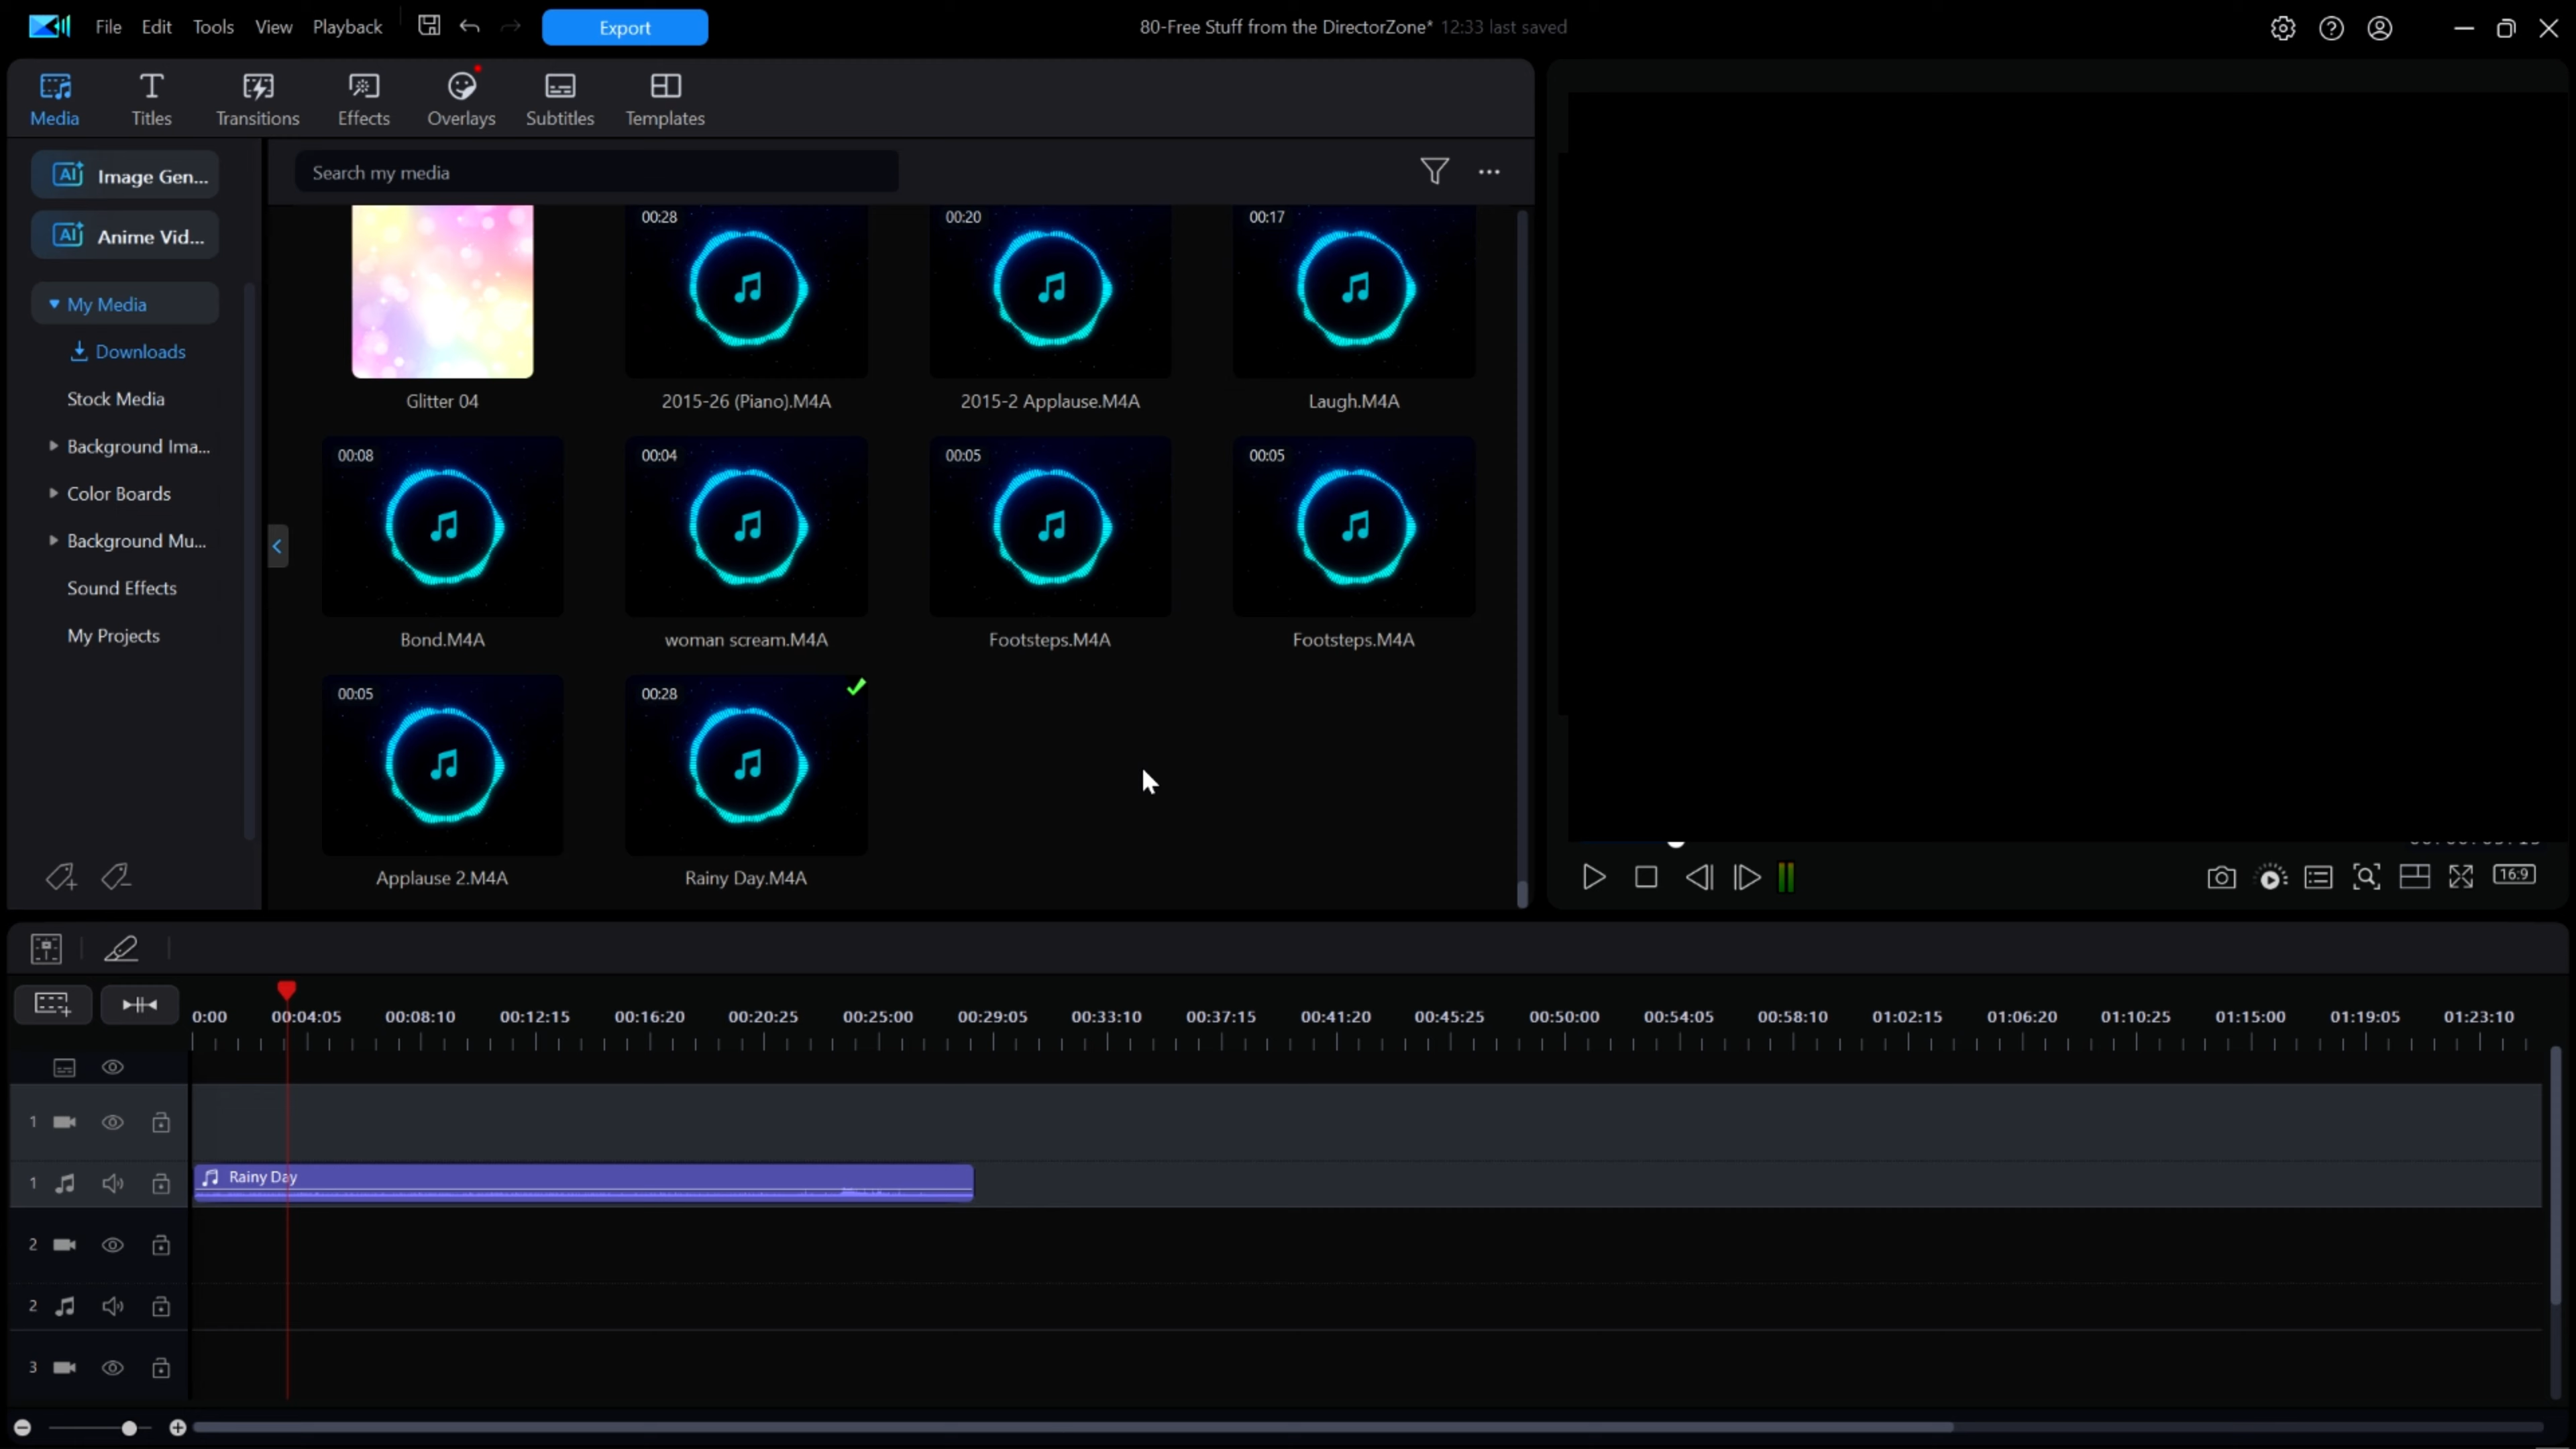 File Edit Tools View Playback Export 80-Free Stuff from the DirectorZone* 12:33 last saved
Media Titles Transitions Effects Overlays Subtitles Templates
AI Image Gen...
AI Anime Vid...
My Media
Downloads
Stock Media
Background Ima...
Color Boards
Background Mu...
Sound Effects
My Projects
Search my media
00:28 00:20 00:17
Glitter 04 2015-26 (Piano).M4A 2015-2 Applause.M4A Laugh.M4A
00:08 00:04 00:05 00:05
Bond.M4A woman scream.M4A Footsteps.M4A Footsteps.M4A
00:05 00:28
Applause 2.M4A Rainy Day.M4A
16:9
0:00 00:04:05 00:08:10 00:12:15 00:16:20 00:20:25 00:25:00 00:29:05 00:33:10 00:37:15 00:41:20 00:45:25 00:50:00 00:54:05 00:58:10 01:02:15 01:06:20 01:10:25 01:15:00 01:19:05 01:23:10
1
1 Rainy Day
2
2
3